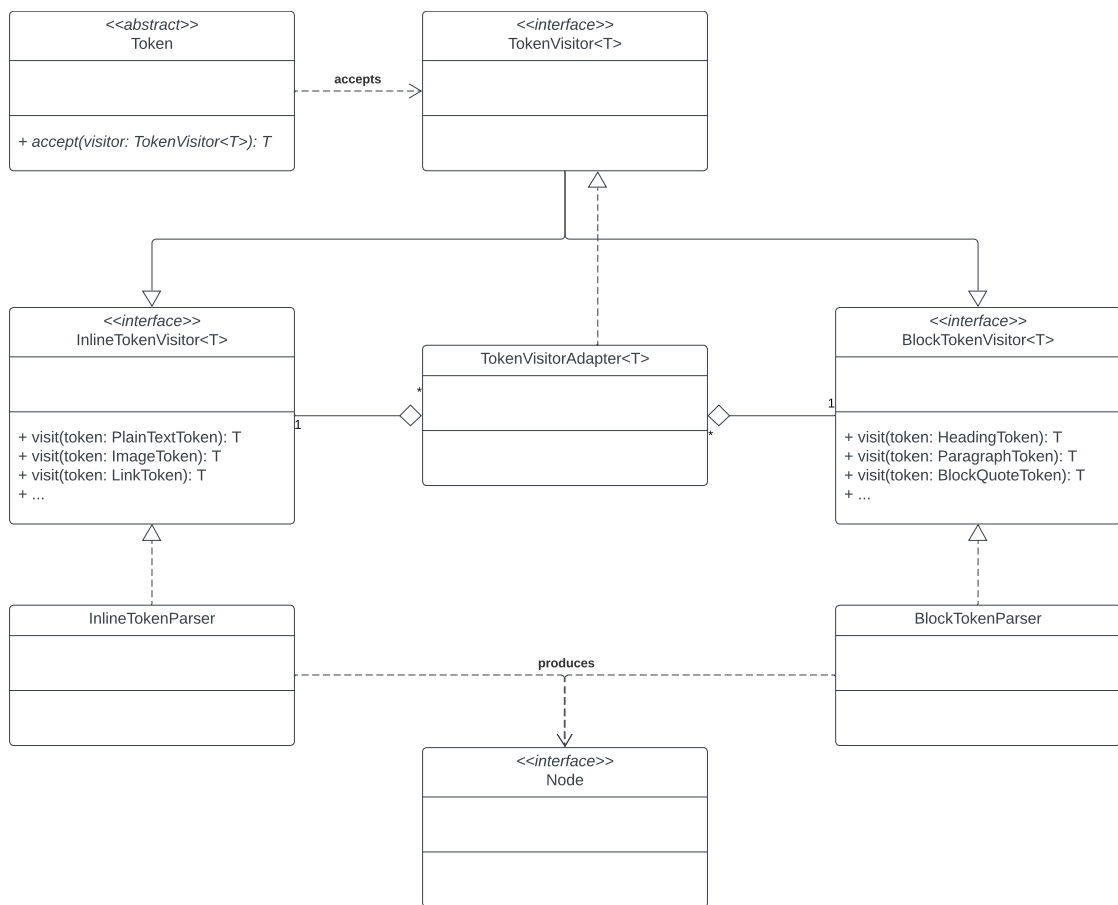 <<abstract>>
Token
+ accept(visitor: TokenVisitor<T>): T
accepts
<<interface>>
TokenVisitor<T>
<<interface>>
InlineTokenVisitor<T>
+ visit(token: PlainTextToken): T
+ visit(token: ImageToken): T
+ visit(token: LinkToken): T
+ ...
1
*
TokenVisitorAdapter<T>
*
1
<<interface>>
BlockTokenVisitor<T>
+ visit(token: HeadingToken): T
+ visit(token: ParagraphToken): T
+ visit(token: BlockQuoteToken): T
+ ...
InlineTokenParser
produces
BlockTokenParser
<<interface>>
Node